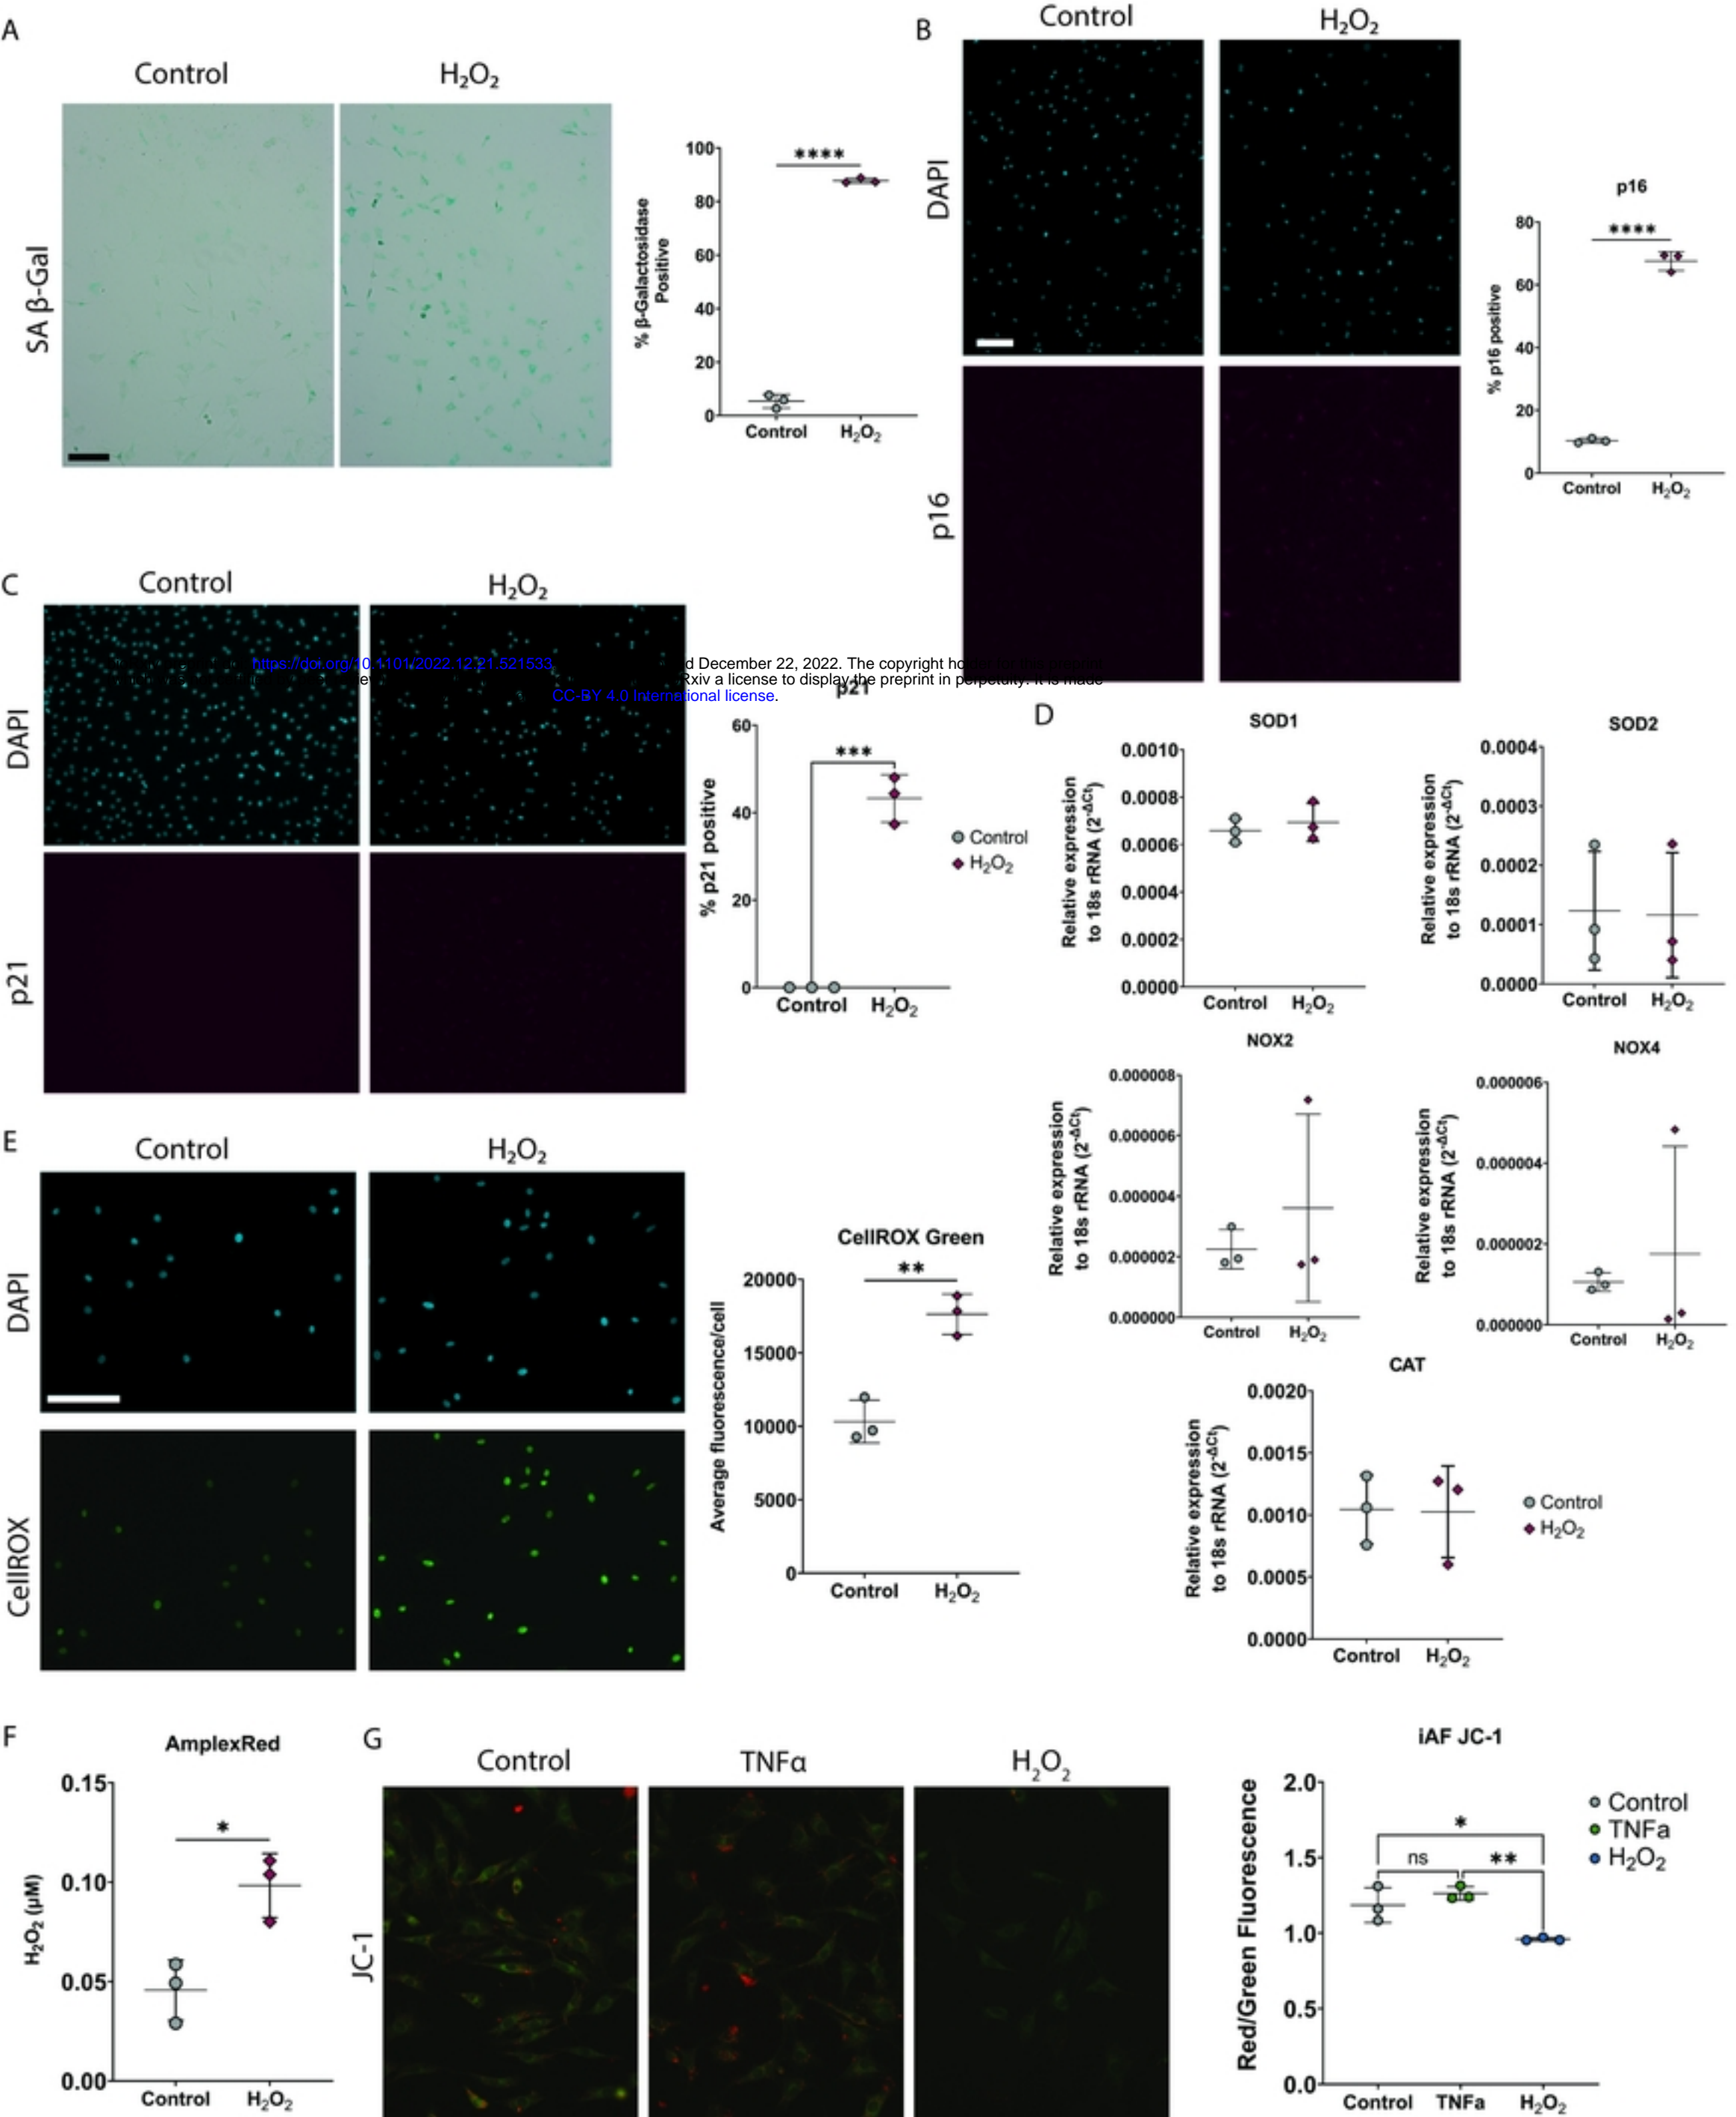 A
Control
H₂O₂
SA β-Gal
% β-Galactosidase
Positive
100
80
60
40
20
0
****
Control
H₂O₂
B
Control
H₂O₂
DAPI
p16
p16
% p16 positive
80
60
40
20
0
****
Control
H₂O₂
C
Control
H₂O₂
DAPI
p21
https://doi.org/10.1101/2022.12.21.521533
d December 22, 2022. The copyright holder for this preprint
Rxiv a license to display the preprint in perpetuity. It is made
CC-BY 4.0 International license.
p21
% p21 positive
60
40
20
0
***
Control
H₂O₂
Control
H₂O₂
D
SOD1
Relative expression
to 18s rRNA (2^-ΔCt)
0.0010
0.0008
0.0006
0.0004
0.0002
0.0000
Control
H₂O₂
SOD2
Relative expression
to 18s rRNA (2^-ΔCt)
0.0004
0.0003
0.0002
0.0001
0.0000
Control
H₂O₂
NOX2
Relative expression
to 18s rRNA (2^-ΔCt)
0.000008
0.000006
0.000004
0.000002
0.000000
Control
H₂O₂
NOX4
Relative expression
to 18s rRNA (2^-ΔCt)
0.000006
0.000004
0.000002
0.000000
Control
H₂O₂
CAT
Relative expression
to 18s rRNA (2^-ΔCt)
0.0020
0.0015
0.0010
0.0005
0.0000
Control
H₂O₂
Control
H₂O₂
E
Control
H₂O₂
DAPI
CellROX
CellROX Green
Average fluorescence/cell
20000
15000
10000
5000
0
**
Control
H₂O₂
F
AmplexRed
H₂O₂ (μM)
0.15
0.10
0.05
0.00
*
Control
H₂O₂
G
Control
TNFα
H₂O₂
JC-1
iAF JC-1
Red/Green Fluorescence
2.0
1.5
1.0
0.5
0.0
*
ns
**
Control
TNFa
H₂O₂
Control
TNFa
H₂O₂